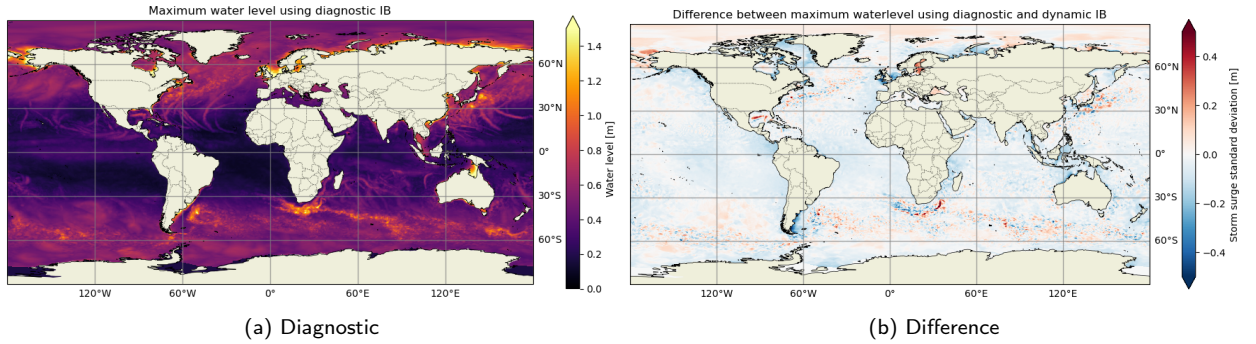 Maximum water level using diagnostic IB
60°N
30°N
0°
30°S
60°S
120°W 60°W 0° 60°E 120°E
1.4
1.2
1.0
0.8
0.6
0.4
0.2
0.0
Water level [m]
(a) Diagnostic
Difference between maximum waterlevel using diagnostic and dynamic IB
60°N
30°N
0°
30°S
60°S
120°W 60°W 0° 60°E 120°E
0.4
0.2
0.0
−0.2
−0.4
Storm surge standard deviation [m]
(b) Difference